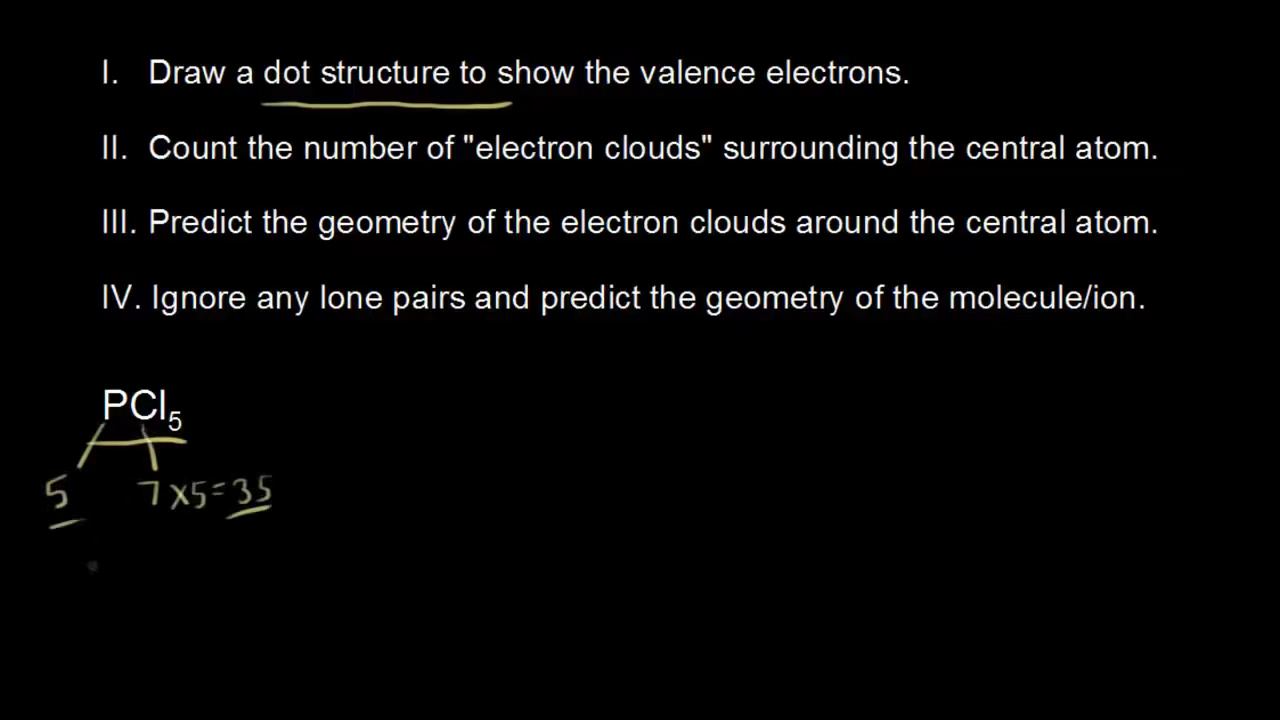 I. Draw a dot structure to show the valence electrons.
II. Count the number of "electron clouds" surrounding the central atom.
III. Predict the geometry of the electron clouds around the central atom.
IV. Ignore any lone pairs and predict the geometry of the molecule/ion.
PCl₅
5 7×5=35